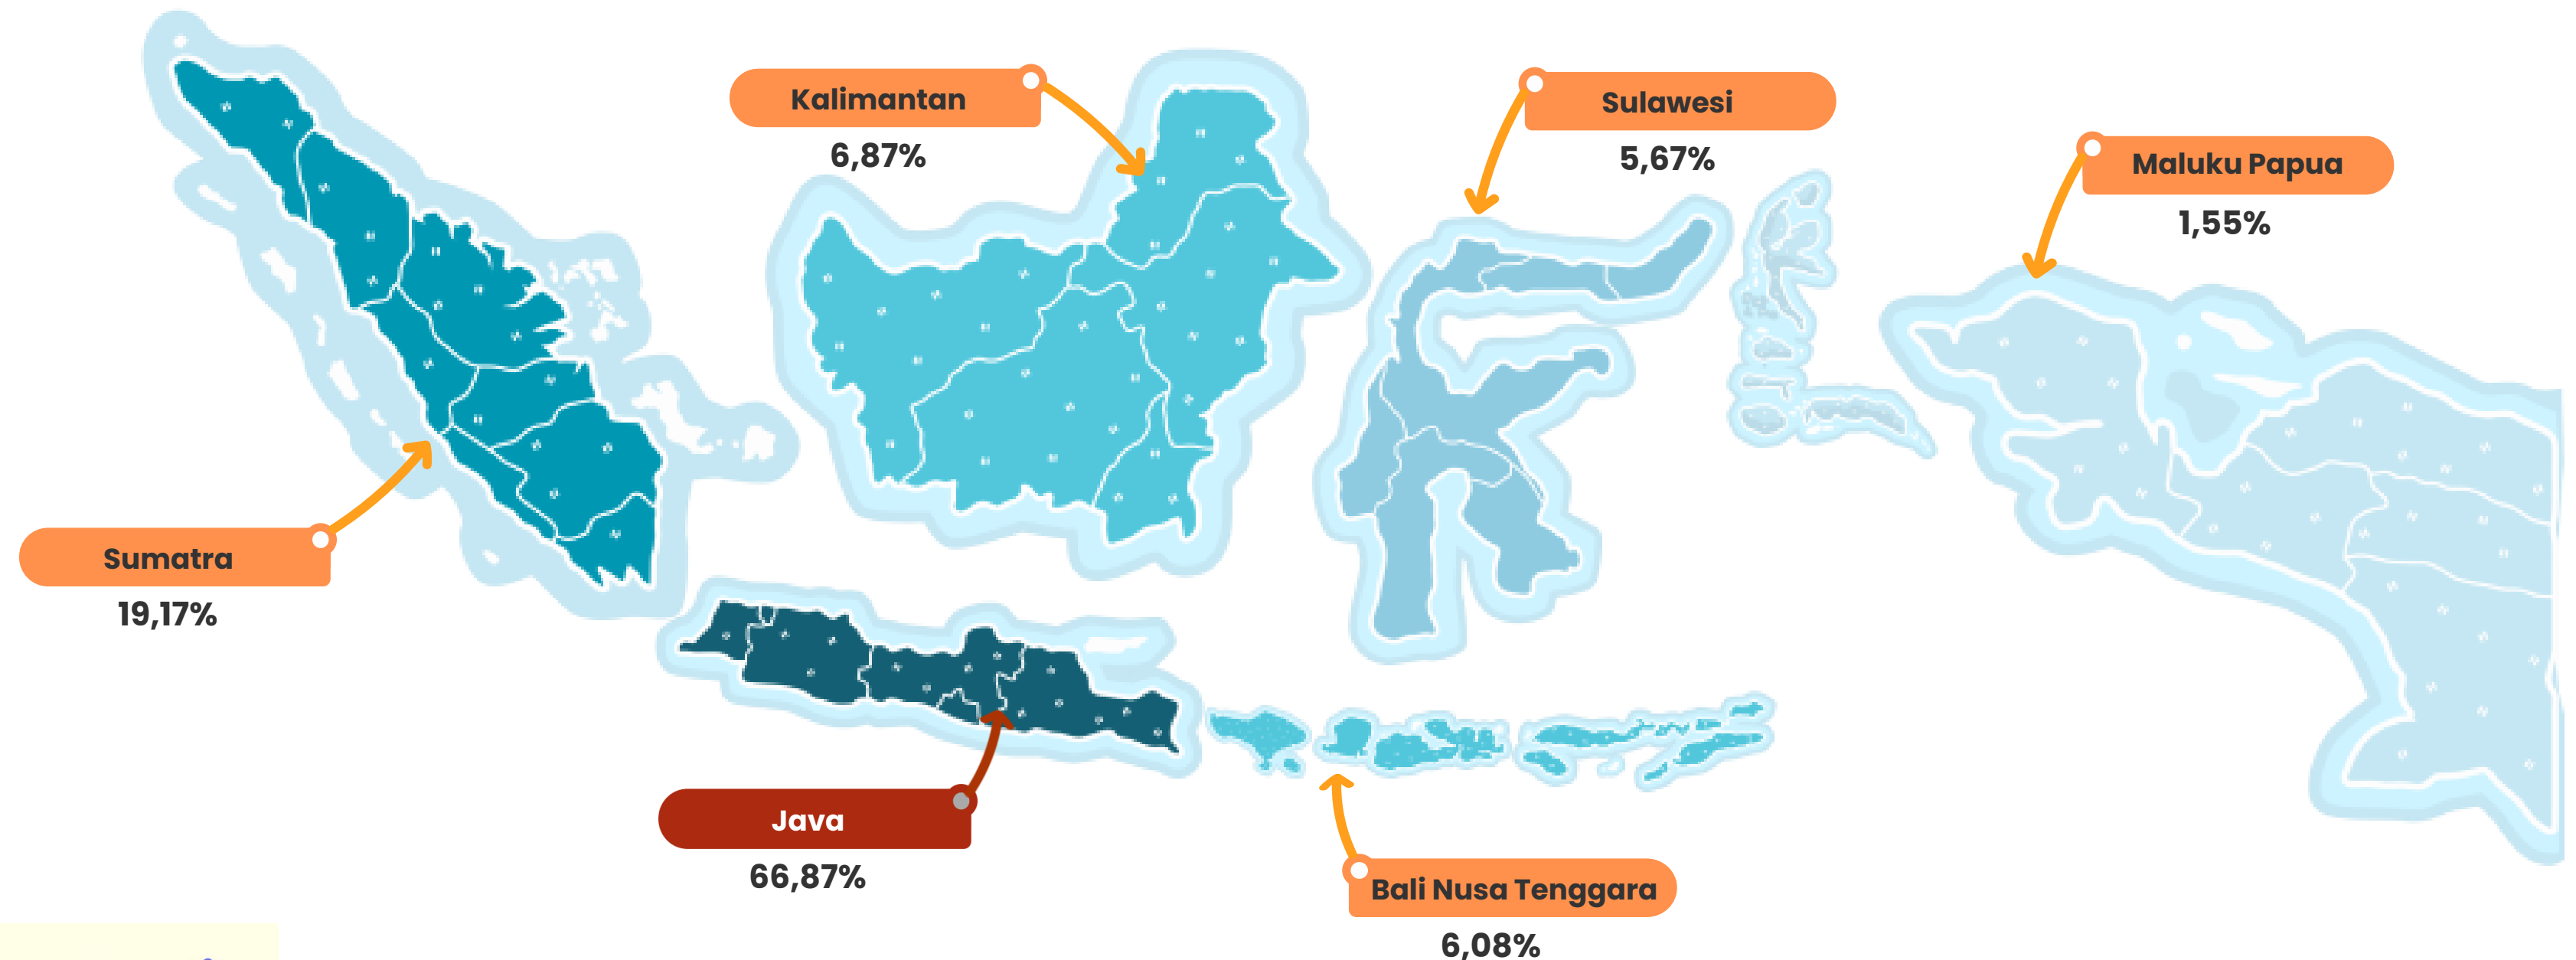 Kalimantan
6,87%
Sulawesi
5,67%
Maluku Papua
1,55%
Sumatra
19,17%
Java
66,87%
Bali Nusa Tenggara
6,08%